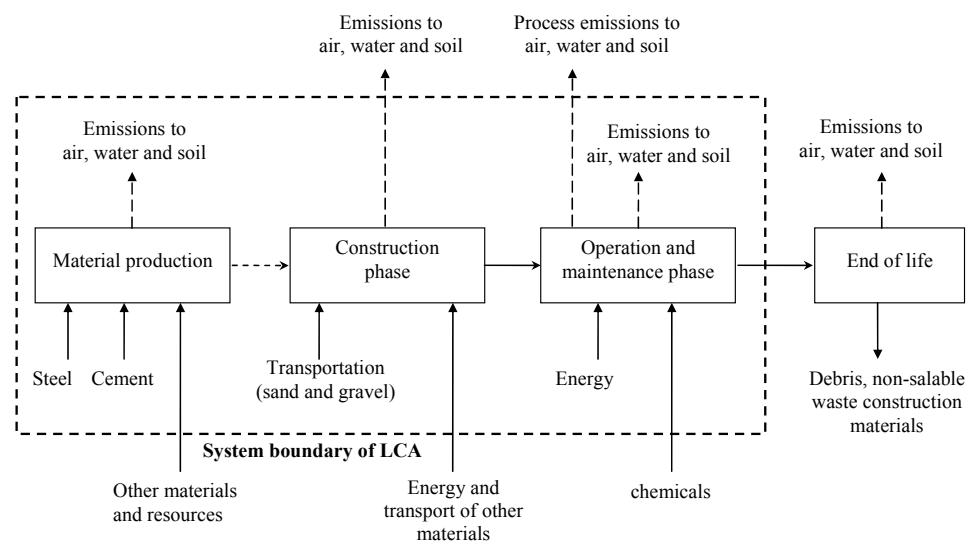 Emissions to
air, water and soil
Process emissions to
air, water and soil
Emissions to
air, water and soil
Emissions to
air, water and soil
Emissions to
air, water and soil
Material production
Construction
phase
Operation and
maintenance phase
End of life
Steel
Cement
Transportation
(sand and gravel)
Energy
Debris, non-salable
waste construction
materials
System boundary of LCA
Other materials
and resources
Energy and
transport of other
materials
chemicals